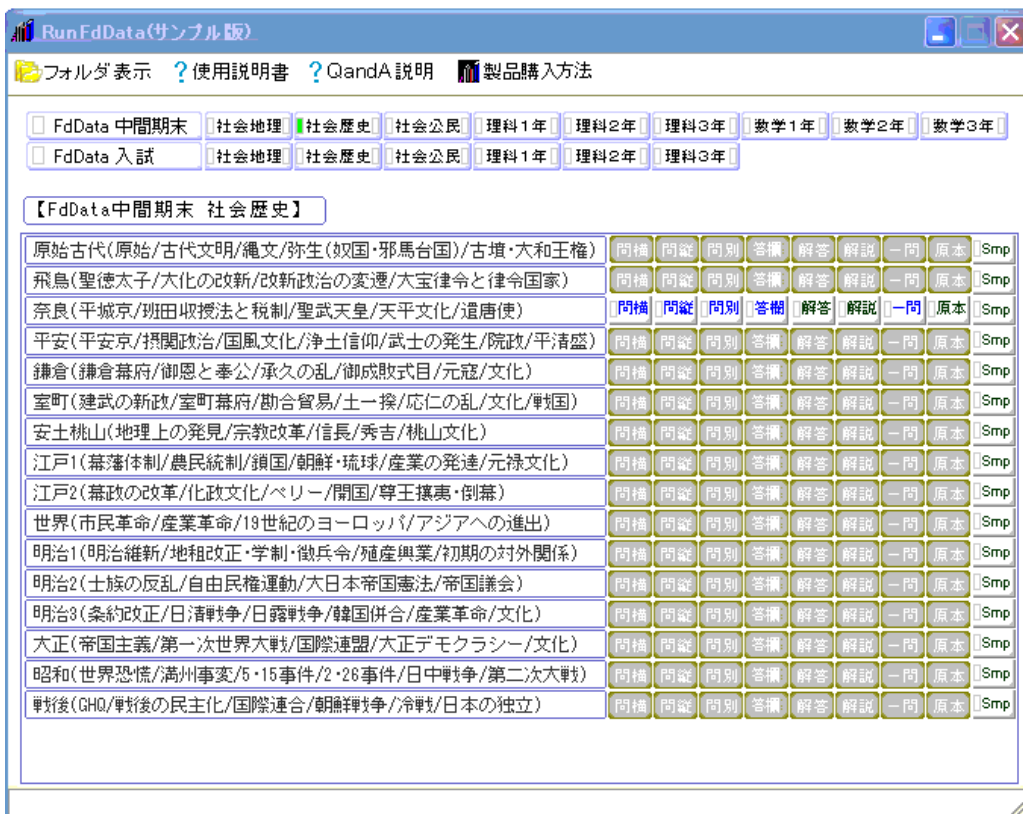 RunFdData(サンプル版)
フォルダ表示 ?使用説明書 ?QandA説明 製品購入方法
FdData 中間期末 社会地理 社会歴史 社会公民 理科1年 理科2年 理科3年 数学1年 数学2年 数学3年
FdData 入試 社会地理 社会歴史 社会公民 理科1年 理科2年 理科3年
【FdData中間期末 社会歴史】
原始古代(原始/古代文明/縄文/弥生(奴国・邪馬台国)/古墳・大和王権) 問横 問縦 問別 答欄 解答 解説 一問 原本 Smp
飛鳥(聖徳太子/大化の改新/改新政治の変遷/大宝律令と律令国家) 問横 問縦 問別 答欄 解答 解説 一問 原本 Smp
奈良(平城京/班田収授法と税制/聖武天皇/天平文化/遣唐使) 問横 問縦 問別 答欄 解答 解説 一問 原本 Smp
平安(平安京/摂関政治/国風文化/浄土信仰/武士の発生/院政/平清盛) 問横 問縦 問別 答欄 解答 解説 一問 原本 Smp
鎌倉(鎌倉幕府/御恩と奉公/承久の乱/御成敗式目/元寇/文化) 問横 問縦 問別 答欄 解答 解説 一問 原本 Smp
室町(建武の新政/室町幕府/勘合貿易/土一揆/応仁の乱/文化/戦国) 問横 問縦 問別 答欄 解答 解説 一問 原本 Smp
安土桃山(地理上の発見/宗教改革/信長/秀吉/桃山文化) 問横 問縦 問別 答欄 解答 解説 一問 原本 Smp
江戸1(幕藩体制/農民統制/鎖国/朝鮮・琉球/産業の発達/元禄文化) 問横 問縦 問別 答欄 解答 解説 一問 原本 Smp
江戸2(幕政の改革/化政文化/ペリー/開国/尊王攘夷・倒幕) 問横 問縦 問別 答欄 解答 解説 一問 原本 Smp
世界(市民革命/産業革命/19世紀のヨーロッパ/アジアへの進出) 問横 問縦 問別 答欄 解答 解説 一問 原本 Smp
明治1(明治維新/地租改正・学制・徴兵令/殖産興業/初期の対外関係) 問横 問縦 問別 答欄 解答 解説 一問 原本 Smp
明治2(士族の反乱/自由民権運動/大日本帝国憲法/帝国議会) 問横 問縦 問別 答欄 解答 解説 一問 原本 Smp
明治3(条約改正/日清戦争/日露戦争/韓国併合/産業革命/文化) 問横 問縦 問別 答欄 解答 解説 一問 原本 Smp
大正(帝国主義/第一次世界大戦/国際連盟/大正デモクラシー/文化) 問横 問縦 問別 答欄 解答 解説 一問 原本 Smp
昭和(世界恐慌/満州事変/5・15事件/2・26事件/日中戦争/第二次大戦) 問横 問縦 問別 答欄 解答 解説 一問 原本 Smp
戦後(GHQ/戦後の民主化/国際連合/朝鮮戦争/冷戦/日本の独立) 問横 問縦 問別 答欄 解答 解説 一問 原本 Smp